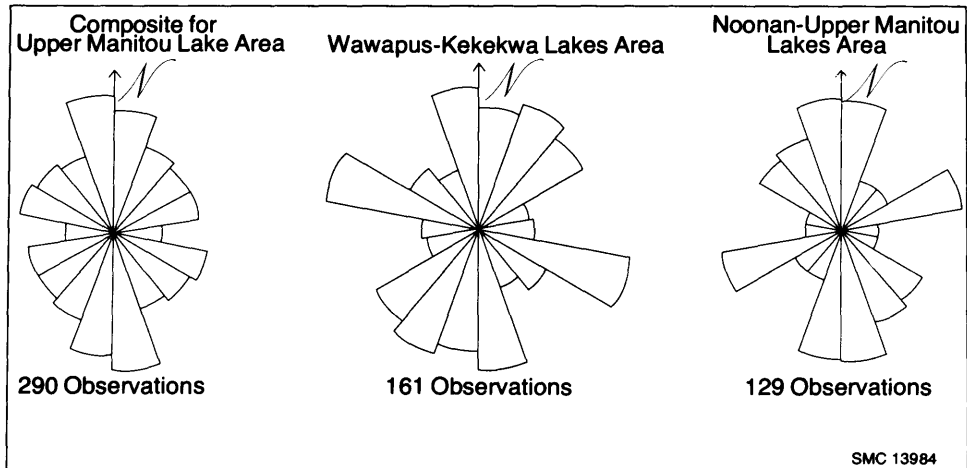 Composite for
Upper Manitou Lake Area
Wawapus-Kekekwa Lakes Area
Noonan-Upper Manitou
Lakes Area
N
N
N
290 Observations
161 Observations
129 Observations
SMC 13984